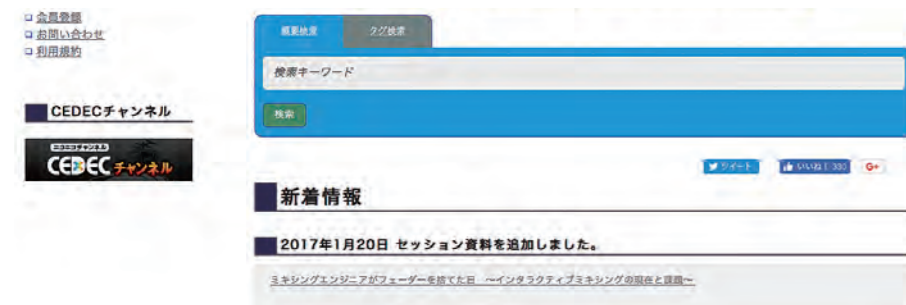 会員登録
お問い合わせ
利用規約
CEDECチャンネル
ニコニコチャンネル
CEDEC チャンネル
概要検索
タグ検索
検索キーワード
検索
ツイート
いいね！
G+
新着情報
2017年1月20日 セッション資料を追加しました。
ミキシングエンジニアがフェーダーを捨てた日　〜インタラクティブミキシングの現在と課題〜